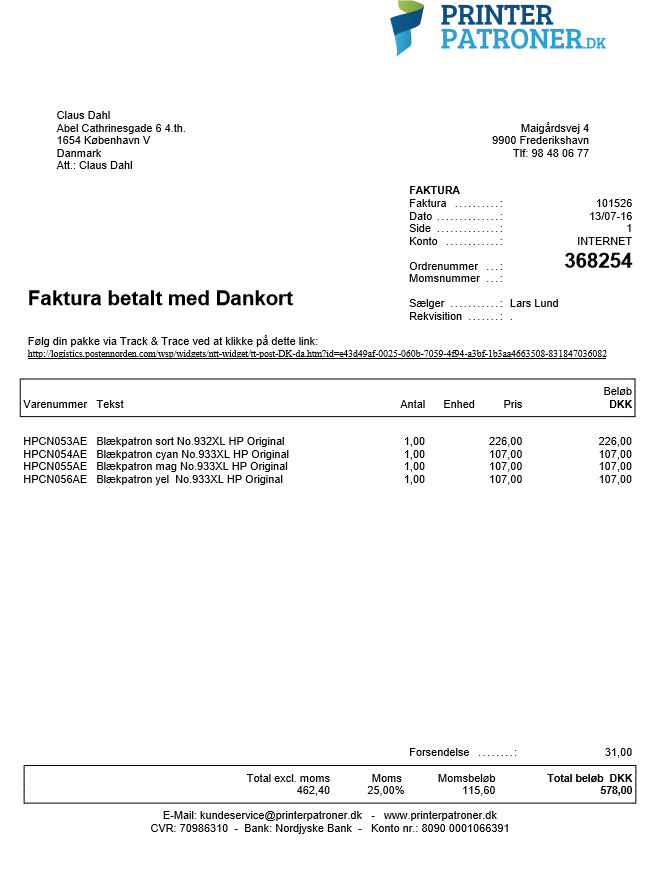 PRINTER
PATRONER.DK
Claus Dahl
Abel Cathrinesgade 6 4.th.
1654 København V
Danmark
Att.: Claus Dahl
Maigårdsvej 4
9900 Frederikshavn
Tlf: 98 48 06 77
FAKTURA
Faktura ..........: 101526
Dato ..............: 13/07-16
Side ..............: 1
Konto ............: INTERNET
Ordrenummer ...: 368254
Momsnummer ...:
Sælger ...........: Lars Lund
Rekvisition .......: .
Faktura betalt med Dankort
Følg din pakke via Track & Trace ved at klikke på dette link:
http://logistics.postennorden.com/wsp/widgets/ntt-widget/tt-post-DK-da.htm?id=e43d49af-0025-060b-7059-4f94-a3bf-1b3aa4663508-831847036082
Beløb
Varenummer Tekst Antal Enhed Pris DKK
HPCN053AE Blækpatron sort No.932XL HP Original 1,00 226,00 226,00
HPCN054AE Blækpatron cyan No.933XL HP Original 1,00 107,00 107,00
HPCN055AE Blækpatron mag No.933XL HP Original 1,00 107,00 107,00
HPCN056AE Blækpatron yel No.933XL HP Original 1,00 107,00 107,00
Forsendelse ........: 31,00
Total excl. moms Moms Momsbeløb Total beløb DKK
462,40 25,00% 115,60 578,00
E-Mail: kundeservice@printerpatroner.dk - www.printerpatroner.dk
CVR: 70986310 - Bank: Nordjyske Bank - Konto nr.: 8090 0001066391